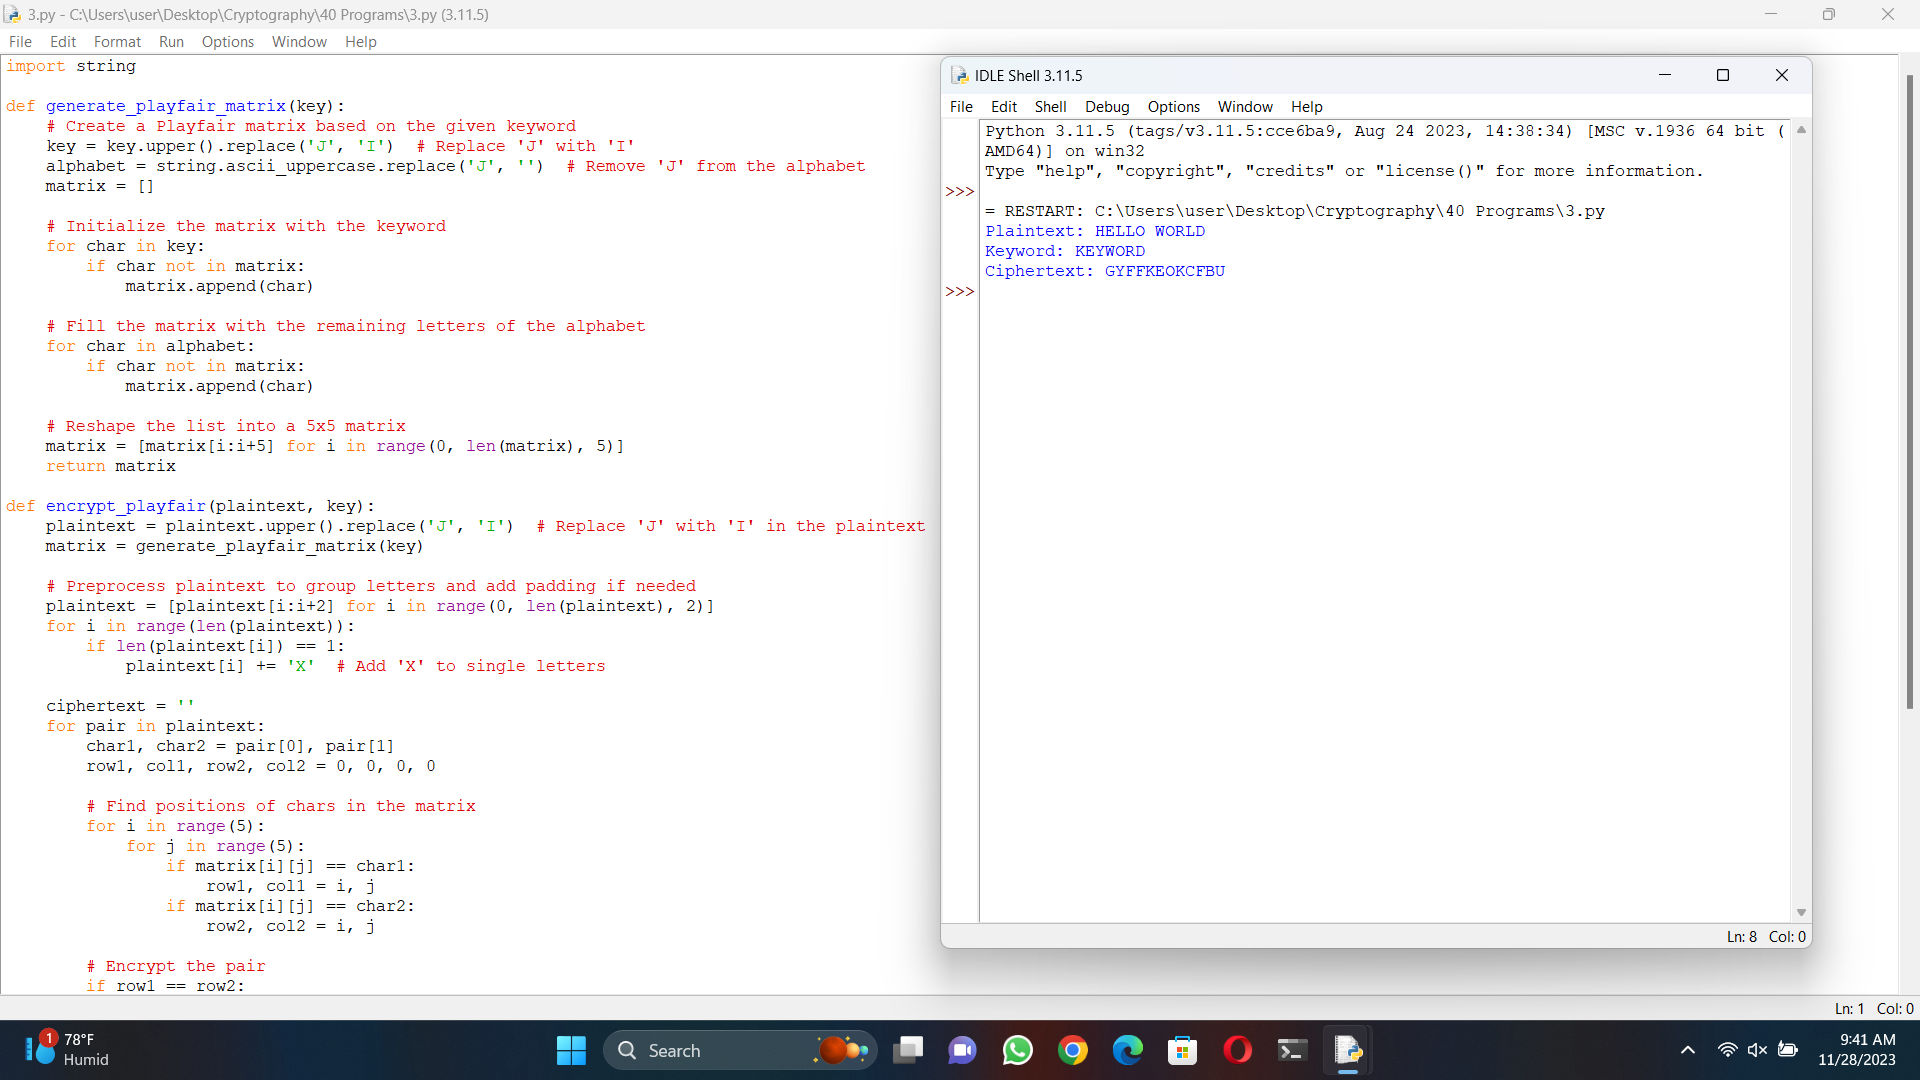 3.py - C:\Users\user\Desktop\Cryptography\40 Programs\3.py (3.11.5)
File Edit Format Run Options Window Help
import string

def generate_playfair_matrix(key):
    # Create a Playfair matrix based on the given keyword
    key = key.upper().replace('J', 'I')  # Replace 'J' with 'I'
    alphabet = string.ascii_uppercase.replace('J', '')  # Remove 'J' from the alphabet
    matrix = []

    # Initialize the matrix with the keyword
    for char in key:
        if char not in matrix:
            matrix.append(char)

    # Fill the matrix with the remaining letters of the alphabet
    for char in alphabet:
        if char not in matrix:
            matrix.append(char)

    # Reshape the list into a 5x5 matrix
    matrix = [matrix[i:i+5] for i in range(0, len(matrix), 5)]
    return matrix

def encrypt_playfair(plaintext, key):
    plaintext = plaintext.upper().replace('J', 'I')  # Replace 'J' with 'I' in the plaintext
    matrix = generate_playfair_matrix(key)

    # Preprocess plaintext to group letters and add padding if needed
    plaintext = [plaintext[i:i+2] for i in range(0, len(plaintext), 2)]
    for i in range(len(plaintext)):
        if len(plaintext[i]) == 1:
            plaintext[i] += 'X'  # Add 'X' to single letters

    ciphertext = ''
    for pair in plaintext:
        char1, char2 = pair[0], pair[1]
        row1, col1, row2, col2 = 0, 0, 0, 0

        # Find positions of chars in the matrix
        for i in range(5):
            for j in range(5):
                if matrix[i][j] == char1:
                    row1, col1 = i, j
                if matrix[i][j] == char2:
                    row2, col2 = i, j

        # Encrypt the pair
        if row1 == row2:
Ln: 1 Col: 0
IDLE Shell 3.11.5
File Edit Shell Debug Options Window Help
Python 3.11.5 (tags/v3.11.5:cce6ba9, Aug 24 2023, 14:38:34) [MSC v.1936 64 bit (
AMD64)] on win32
Type "help", "copyright", "credits" or "license()" for more information.
>>>
= RESTART: C:\Users\user\Desktop\Cryptography\40 Programs\3.py
Plaintext: HELLO WORLD
Keyword: KEYWORD
Ciphertext: GYFFKEOKCFBU
>>>
Ln: 8 Col: 0
1
78°F
Humid
Search
9:41 AM
11/28/2023